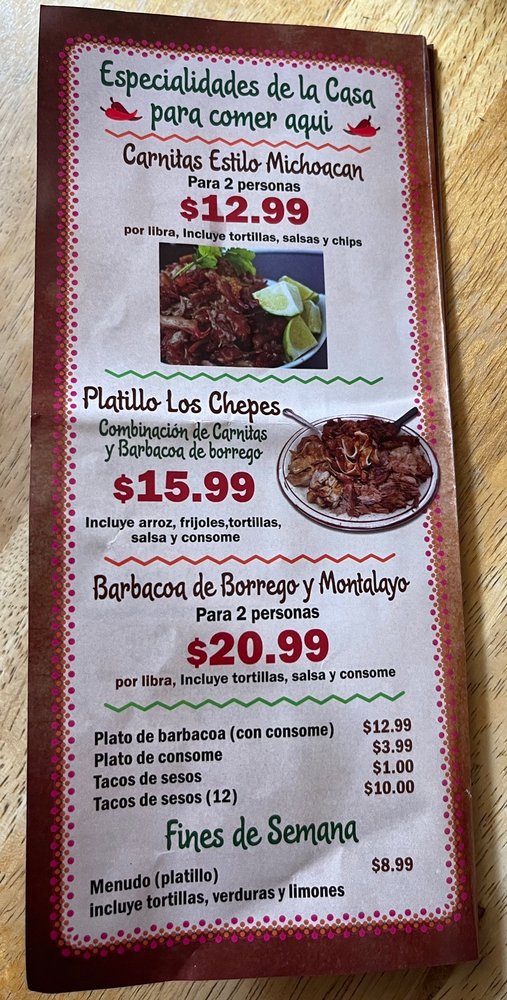 Especialidades de la Casa
para comer aqui
Carnitas Estilo Michoacan
Para 2 personas
$12.99
por libra, Incluye tortillas, salsas y chips
Platillo Los Chepes
Combinación de Carnitas
y Barbacoa de borrego
$15.99
Incluye arroz, frijoles,tortillas,
salsa y consome
Barbacoa de Borrego y Montalayo
Para 2 personas
$20.99
por libra, Incluye tortillas, salsa y consome
Plato de barbacoa (con consome) $12.99
Plato de consome $3.99
Tacos de sesos $1.00
Tacos de sesos (12) $10.00
Fines de Semana
Menudo (platillo) $8.99
incluye tortillas, verduras y limones